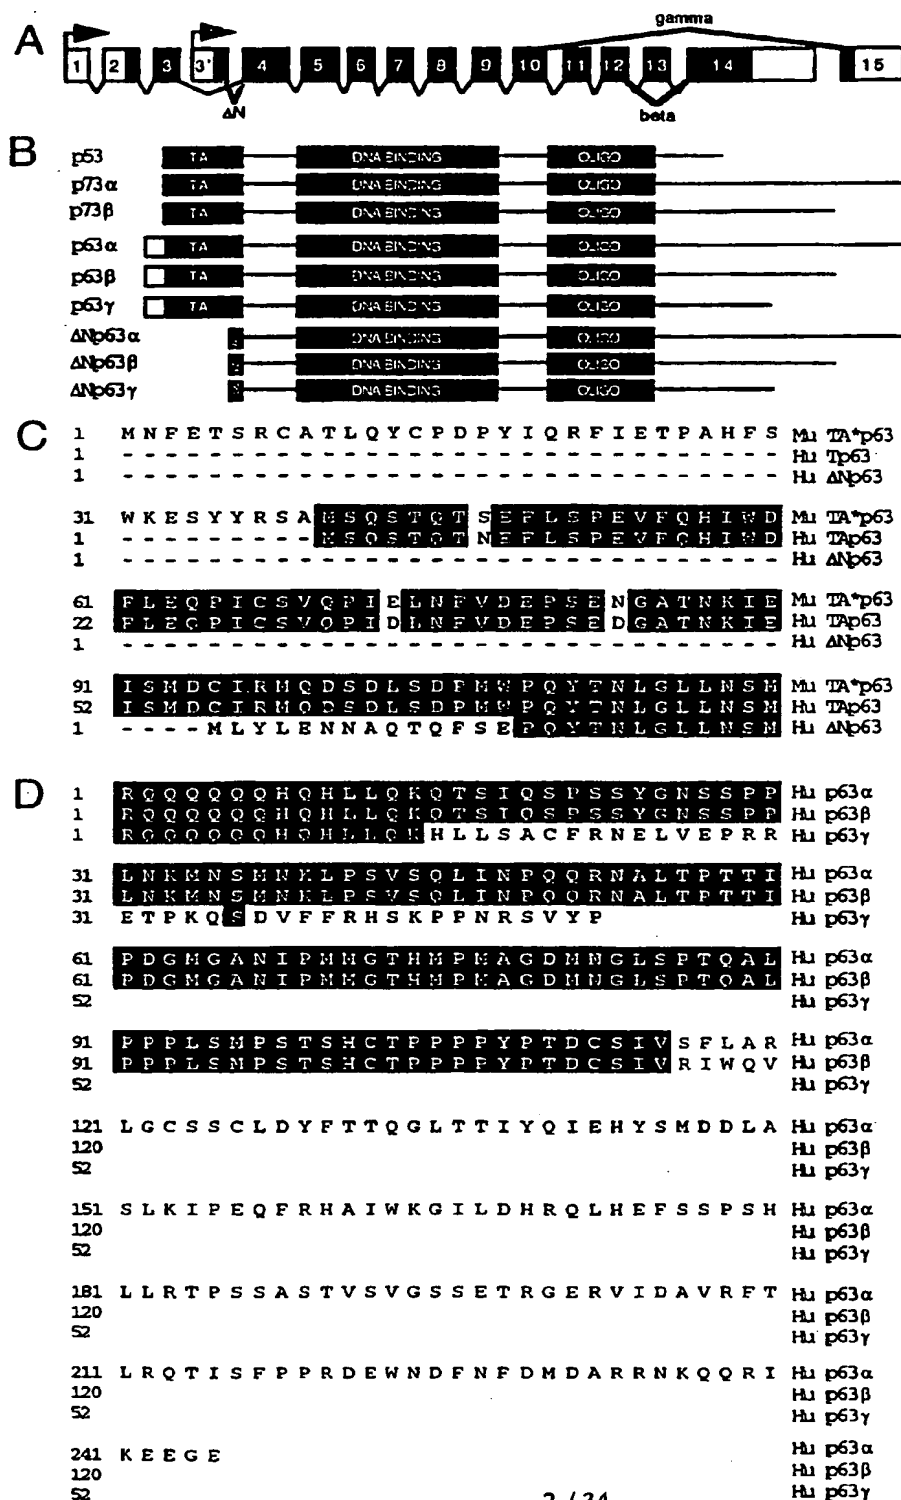 gamma
A
1 2 3 3' 4 5 6 7 8 9 10 11 12 13 14 15
ΔN
beta
B
p53 TA DNA BINDING OLIGO
p73α TA DNA BINDING OLIGO
p73β TA DNA BINDING OLIGO
p63α TA DNA BINDING OLIGO
p63β TA DNA BINDING OLIGO
p63γ TA DNA BINDING OLIGO
ΔNp63α DNA BINDING OLIGO
ΔNp63β DNA BINDING OLIGO
ΔNp63γ DNA BINDING OLIGO
C
1 M N F E T S R C A T L Q Y C P D P Y I Q R F I E T P A H F S Mu TA*p63
1 - - - - - - - - - - - - - - - - - - - - - - - - - - - - - - Hu Tp63
1 - - - - - - - - - - - - - - - - - - - - - - - - - - - - - - Hu ΔNp63
31 W K E S Y Y R S A M S Q S T Q T S E F L S P E V F Q H I W D Mu TA*p63
1 - - - - - - - - - M S Q S T Q T N E F L S P E V F Q H I W D Hu TAp63
1 - - - - - - - - - - - - - - - - - - - - - - - - - - - - - - Hu ΔNp63
61 F L E Q P I C S V Q P I E L N F V D E P S E N G A T N K I E Mu TA*p63
22 F L E Q P I C S V Q P I D L N F V D E P S E D G A T N K I E Hu TAp63
1 - - - - - - - - - - - - - - - - - - - - - - - - - - - - - - Hu ΔNp63
91 I S M D C I R M Q D S D L S D P M W P Q Y T N L G L L N S M Mu TA*p63
52 I S M D C I R M Q D S D L S D P M W P Q Y T N L G L L N S M Hu TAp63
1 - - - - M L Y L E N N A Q T Q F S E P Q Y T N L G L L N S M Hu ΔNp63
D
1 R Q Q Q Q Q Q H Q H L L Q K Q T S I Q S P S S Y G N S S P P Hu p63α
1 R Q Q Q Q Q Q H Q H L L Q K Q T S I Q S P S S Y G N S S P P Hu p63β
1 R Q Q Q Q Q Q H Q H L L Q K H L L S A C F R N E L V E P R R Hu p63γ
31 L N K M N S M N K L P S V S Q L I N P Q Q R N A L T P T T I Hu p63α
31 L N K M N S M N K L P S V S Q L I N P Q Q R N A L T P T T I Hu p63β
31 E T P K Q S D V F F R H S K P P N R S V Y P Hu p63γ
61 P D G M G A N I P M M G T H M P M A G D M N G L S P T Q A L Hu p63α
61 P D G M G A N I P M M G T H M P M A G D M N G L S P T Q A L Hu p63β
52 Hu p63γ
91 P P P L S M P S T S H C T P P P P Y P T D C S I V S F L A R Hu p63α
91 P P P L S M P S T S H C T P P P P Y P T D C S I V R I W Q V Hu p63β
52 Hu p63γ
121 L G C S S C L D Y F T T Q G L T T I Y Q I E H Y S M D D L A Hu p63α
120 Hu p63β
52 Hu p63γ
151 S L K I P E Q F R H A I W K G I L D H R Q L H E F S S P S H Hu p63α
120 Hu p63β
52 Hu p63γ
181 L L R T P S S A S T V S V G S S E T R G E R V I D A V R F T Hu p63α
120 Hu p63β
52 Hu p63γ
211 L R Q T I S F P P R D E W N D F N F D M D A R R N K Q Q R I Hu p63α
120 Hu p63β
52 Hu p63γ
241 K E E G E Hu p63α
120 Hu p63β
52 Hu p63γ